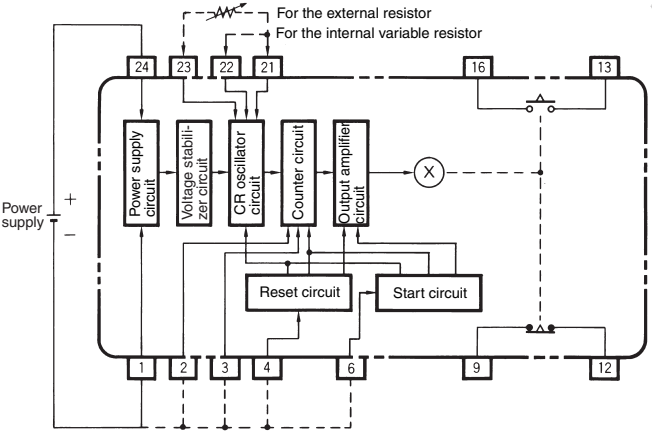 For the external resistor
For the internal variable resistor
24
23
22
21
16
13
Power supply
circuit
Voltage stabili-
zer circuit
CR oscillator
circuit
Counter circuit
Output amplifier
circuit
X
+
Power
supply
−
Reset circuit
Start circuit
1
2
3
4
6
9
12